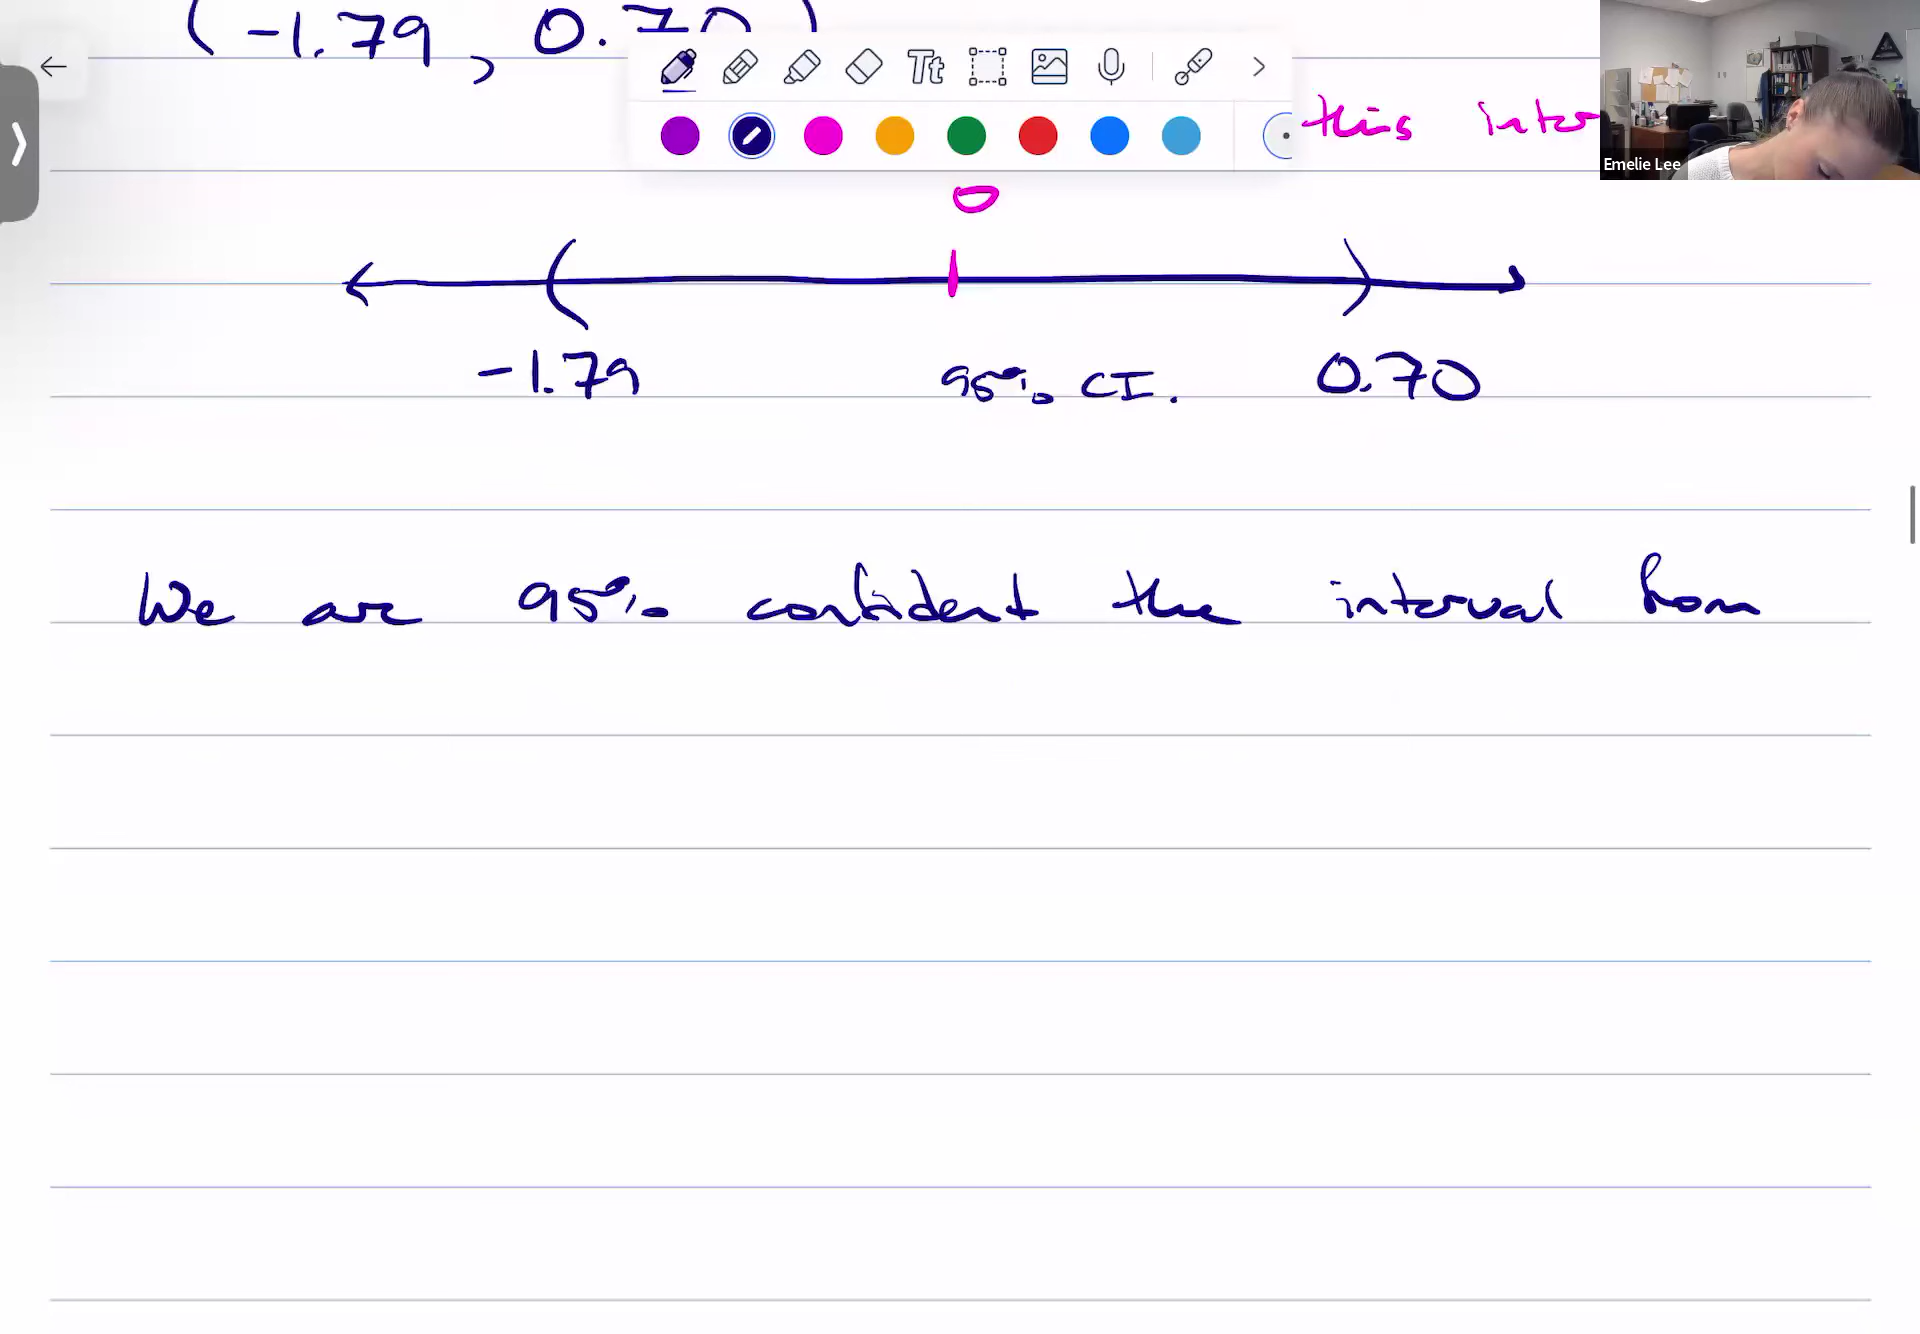 (-1.79, 0.70)
Tt
this inter
Emelie Lee
0
-1.79 95% CI. 0.70
We are 95% confident the interval from